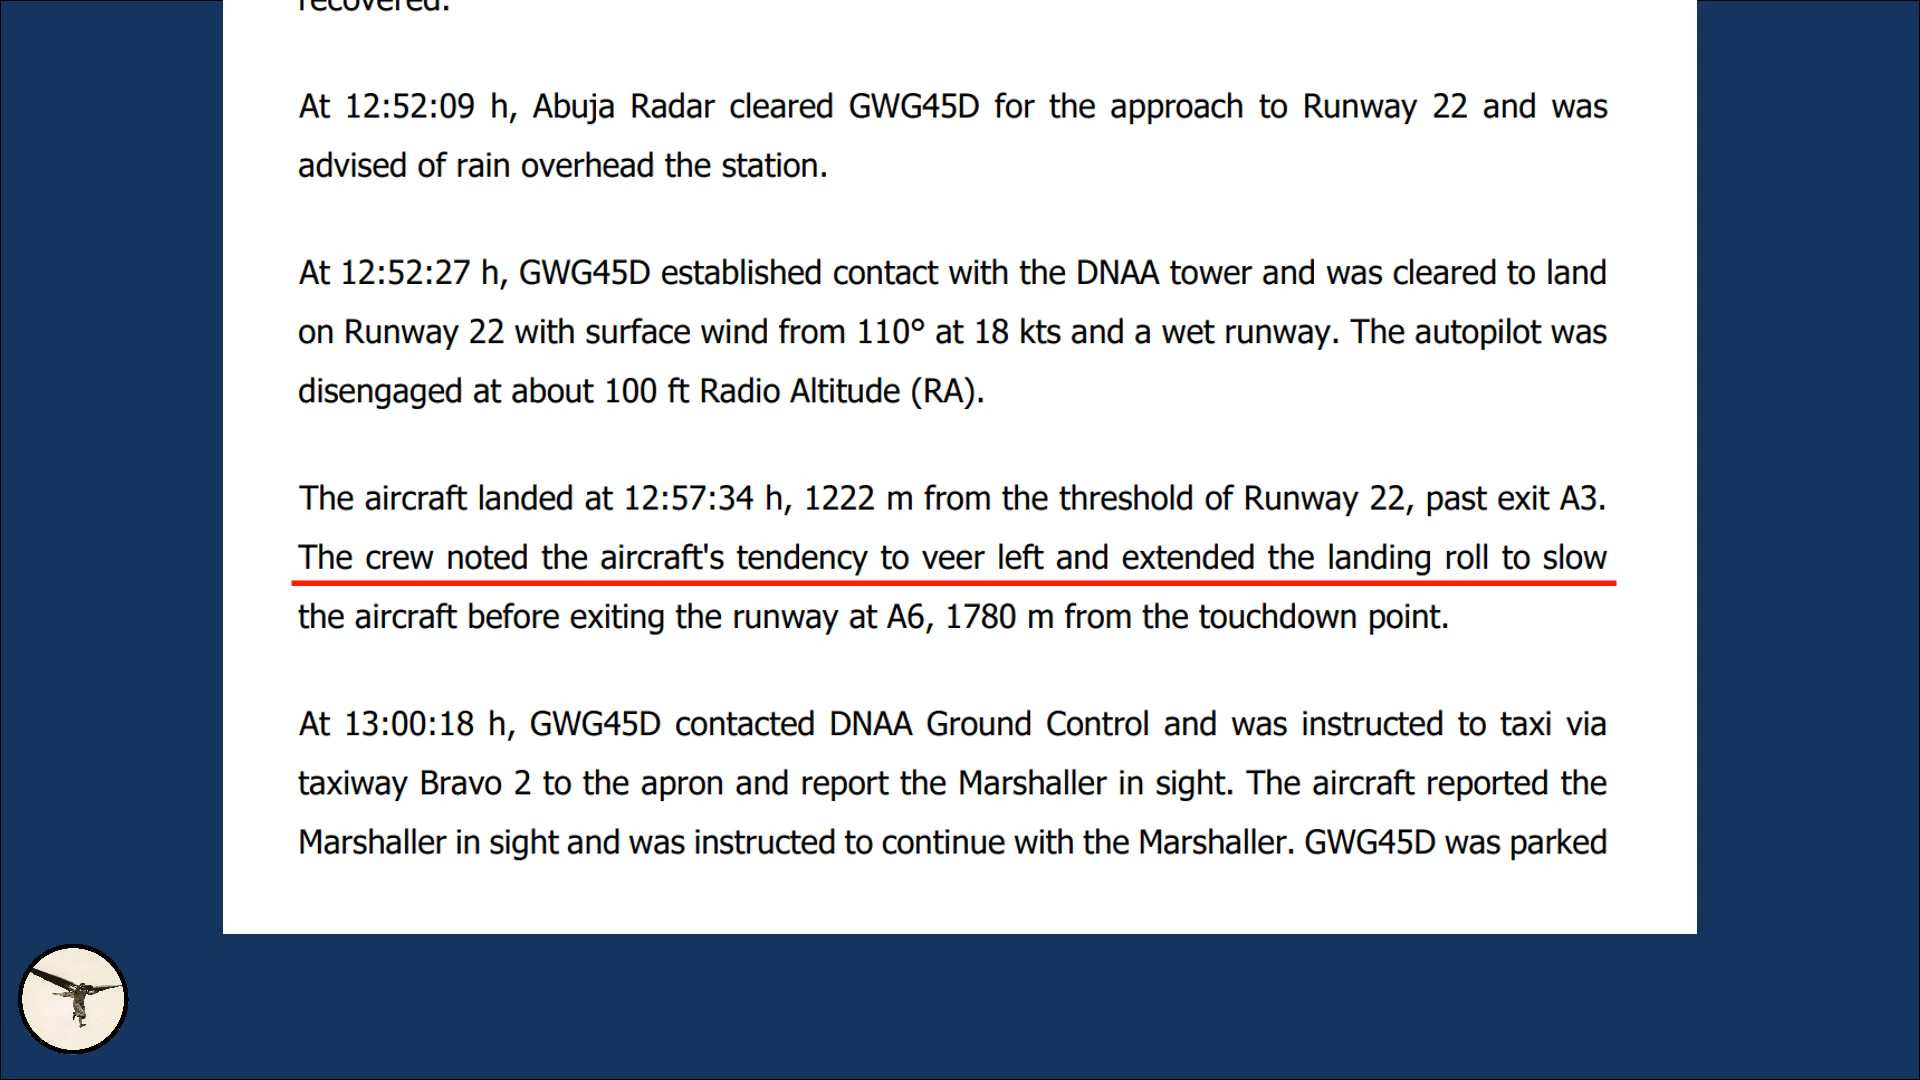 recovered.
At 12:52:09 h, Abuja Radar cleared GWG45D for the approach to Runway 22 and was
advised of rain overhead the station.
At 12:52:27 h, GWG45D established contact with the DNAA tower and was cleared to land
on Runway 22 with surface wind from 110° at 18 kts and a wet runway. The autopilot was
disengaged at about 100 ft Radio Altitude (RA).
The aircraft landed at 12:57:34 h, 1222 m from the threshold of Runway 22, past exit A3.
The crew noted the aircraft's tendency to veer left and extended the landing roll to slow
the aircraft before exiting the runway at A6, 1780 m from the touchdown point.
At 13:00:18 h, GWG45D contacted DNAA Ground Control and was instructed to taxi via
taxiway Bravo 2 to the apron and report the Marshaller in sight. The aircraft reported the
Marshaller in sight and was instructed to continue with the Marshaller. GWG45D was parked